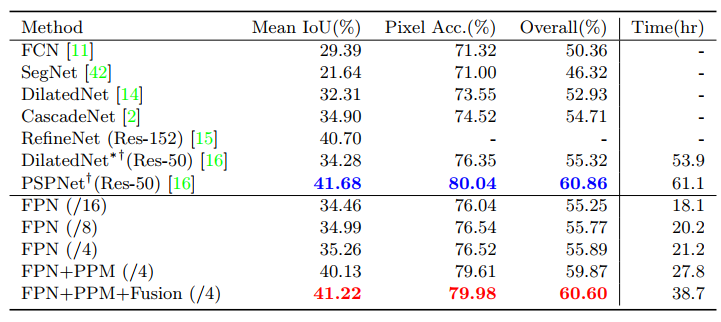 Method Mean IoU(%) Pixel Acc.(%) Overall(%) Time(hr)
FCN [11] 29.39 71.32 50.36 -
SegNet [42] 21.64 71.00 46.32 -
DilatedNet [14] 32.31 73.55 52.93 -
CascadeNet [2] 34.90 74.52 54.71 -
RefineNet (Res-152) [15] 40.70 - - -
DilatedNet*†(Res-50) [16] 34.28 76.35 55.32 53.9
PSPNet†(Res-50) [16] 41.68 80.04 60.86 61.1
FPN (/16) 34.46 76.04 55.25 18.1
FPN (/8) 34.99 76.54 55.77 20.2
FPN (/4) 35.26 76.52 55.89 21.2
FPN+PPM (/4) 40.13 79.61 59.87 27.8
FPN+PPM+Fusion (/4) 41.22 79.98 60.60 38.7